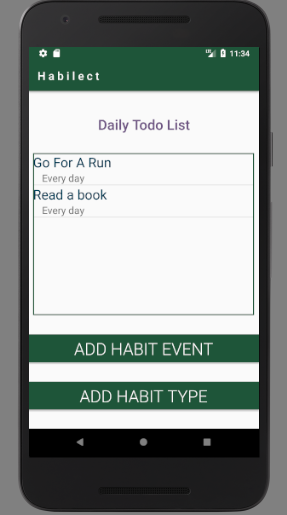 11:34
Habilect
Daily Todo List
Go For A Run
Every day
Read a book
Every day
ADD HABIT EVENT
ADD HABIT TYPE